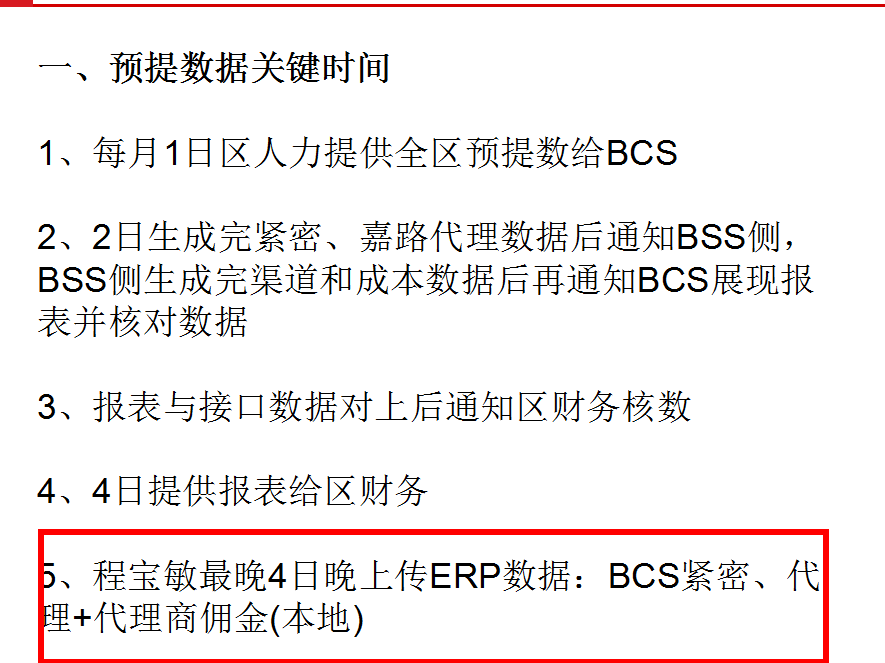 一、预提数据关键时间
1、每月1日区人力提供全区预提数给BCS
2、2日生成完紧密、嘉路代理数据后通知BSS侧，
BSS侧生成完渠道和成本数据后再通知BCS展现报
表并核对数据
3、报表与接口数据对上后通知区财务核数
4、4日提供报表给区财务
5、程宝敏最晚4日晚上传ERP数据：BCS紧密、代
理+代理商佣金(本地)